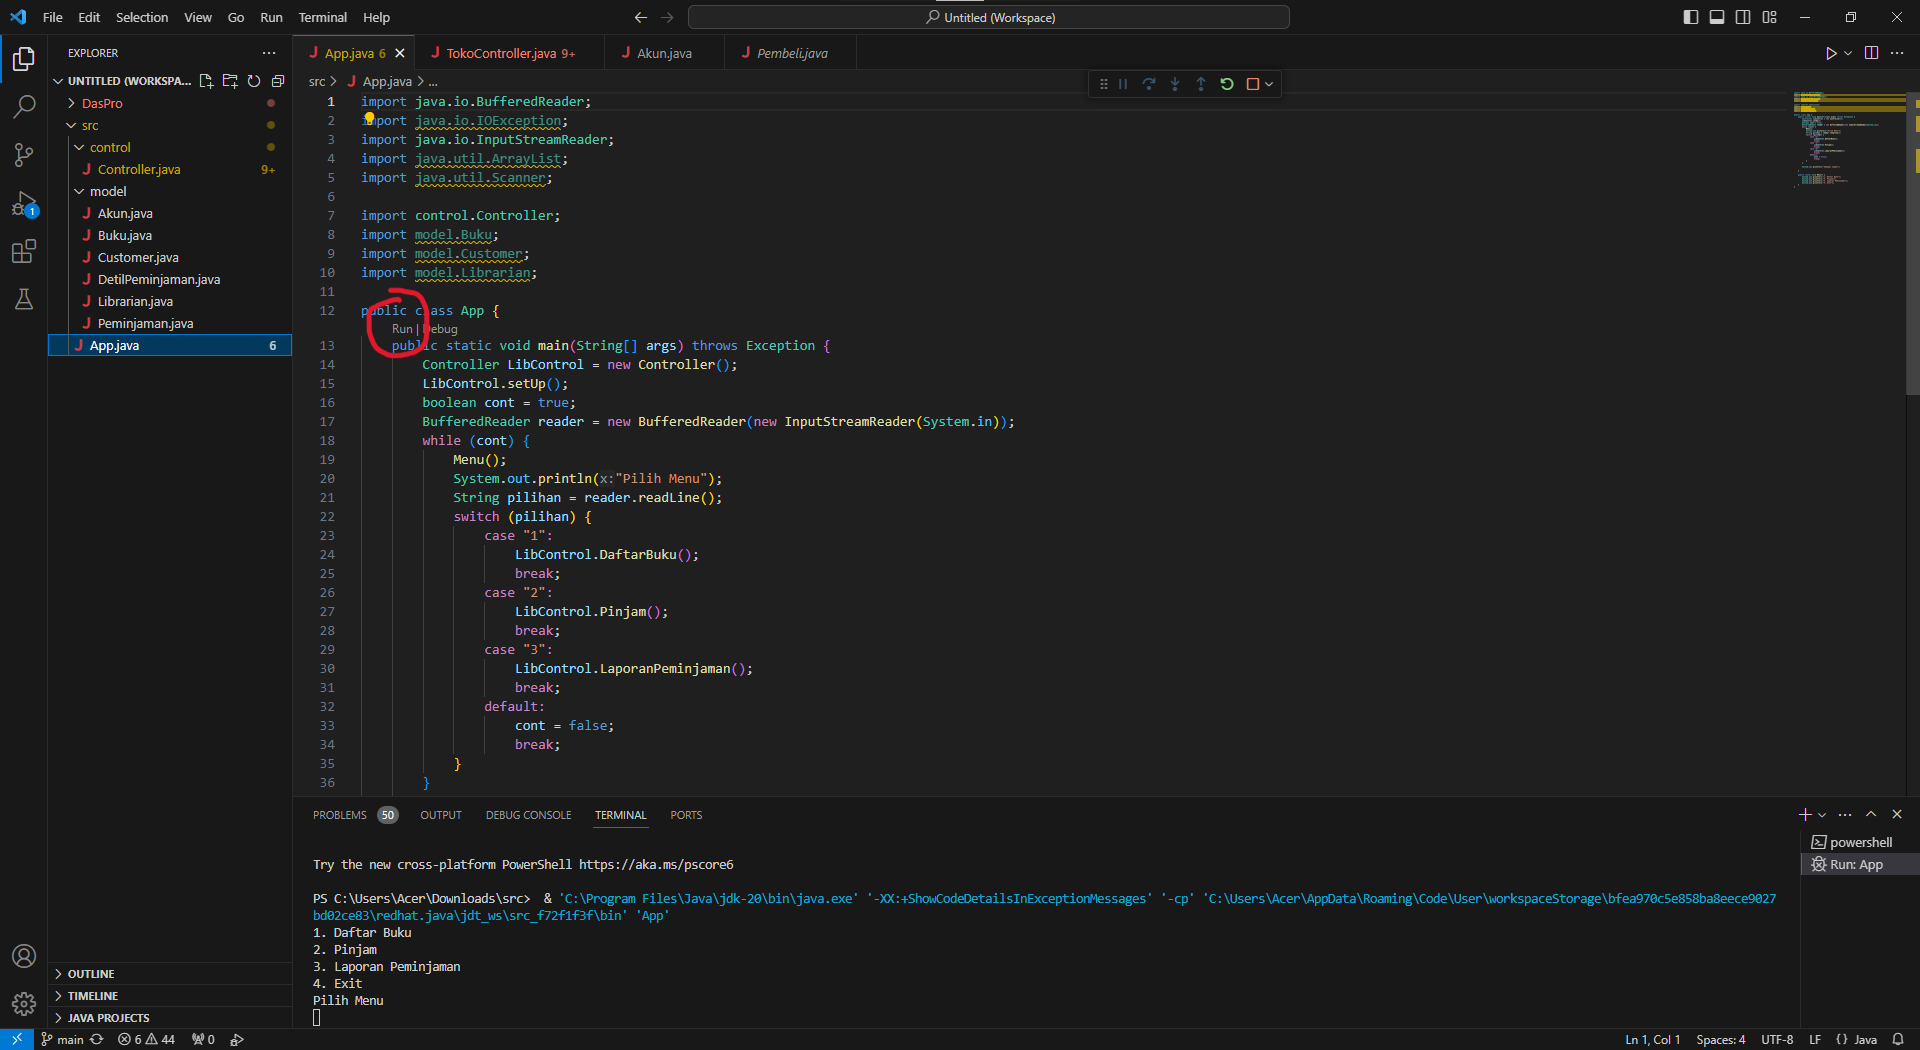 File Edit Selection View Go Run Terminal Help
Untitled (Workspace)
EXPLORER
UNTITLED (WORKSPA...
DasPro
src
control
Controller.java 9+
model
Akun.java
Buku.java
Customer.java
DetilPeminjaman.java
Librarian.java
Peminjaman.java
App.java 6
OUTLINE
TIMELINE
JAVA PROJECTS
1
App.java 6
TokoController.java 9+
Akun.java
Pembeli.java
src > App.java > ...
1 import java.io.BufferedReader;
2 import java.io.IOException;
3 import java.io.InputStreamReader;
4 import java.util.ArrayList;
5 import java.util.Scanner;
6
7 import control.Controller;
8 import model.Buku;
9 import model.Customer;
10 import model.Librarian;
11
12 public class App {
Run | Debug
13 public static void main(String[] args) throws Exception {
14 Controller LibControl = new Controller();
15 LibControl.setUp();
16 boolean cont = true;
17 BufferedReader reader = new BufferedReader(new InputStreamReader(System.in));
18 while (cont) {
19 Menu();
20 System.out.println(x:"Pilih Menu");
21 String pilihan = reader.readLine();
22 switch (pilihan) {
23 case "1":
24 LibControl.DaftarBuku();
25 break;
26 case "2":
27 LibControl.Pinjam();
28 break;
29 case "3":
30 LibControl.LaporanPeminjaman();
31 break;
32 default:
33 cont = false;
34 break;
35 }
36 }
PROBLEMS 50 OUTPUT DEBUG CONSOLE TERMINAL PORTS
powershell
Run: App
Try the new cross-platform PowerShell https://aka.ms/pscore6
PS C:\Users\Acer\Downloads\src> & 'C:\Program Files\Java\jdk-20\bin\java.exe' '-XX:+ShowCodeDetailsInExceptionMessages' '-cp' 'C:\Users\Acer\AppData\Roaming\Code\User\workspaceStorage\bfea970c5e858ba8eece9027
bd02ce83\redhat.java\jdt_ws\src_f72f1f3f\bin' 'App'
1. Daftar Buku
2. Pinjam
3. Laporan Peminjaman
4. Exit
Pilih Menu
main 6 44 0
Ln 1, Col 1 Spaces: 4 UTF-8 LF {} Java